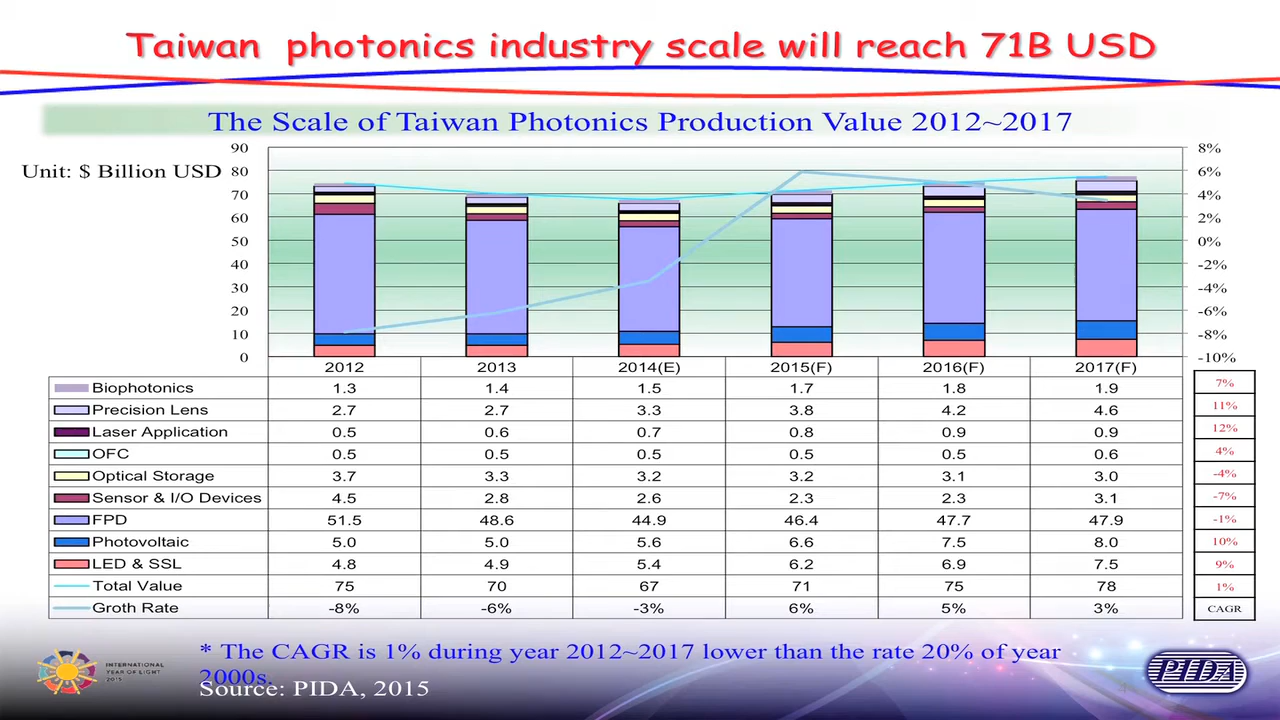 Taiwan photonics industry scale will reach 71B USD
The Scale of Taiwan Photonics Production Value 2012~2017
Unit: $ Billion USD
90
80
70
60
50
40
30
20
10
0
8%
6%
4%
2%
0%
-2%
-4%
-6%
-8%
-10%
2012 2013 2014(E) 2015(F) 2016(F) 2017(F)
Biophotonics 1.3 1.4 1.5 1.7 1.8 1.9 7%
Precision Lens 2.7 2.7 3.3 3.8 4.2 4.6 11%
Laser Application 0.5 0.6 0.7 0.8 0.9 0.9 12%
OFC 0.5 0.5 0.5 0.5 0.5 0.6 4%
Optical Storage 3.7 3.3 3.2 3.2 3.1 3.0 -4%
Sensor & I/O Devices 4.5 2.8 2.6 2.3 2.3 3.1 -7%
FPD 51.5 48.6 44.9 46.4 47.7 47.9 -1%
Photovoltaic 5.0 5.0 5.6 6.6 7.5 8.0 10%
LED & SSL 4.8 4.9 5.4 6.2 6.9 7.5 9%
Total Value 75 70 67 71 75 78 1%
Groth Rate -8% -6% -3% 6% 5% 3% CAGR
* The CAGR is 1% during year 2012~2017 lower than the rate 20% of year
2000s.
Source: PIDA, 2015
INTERNATIONAL
YEAR OF LIGHT
2015
PIDA
4